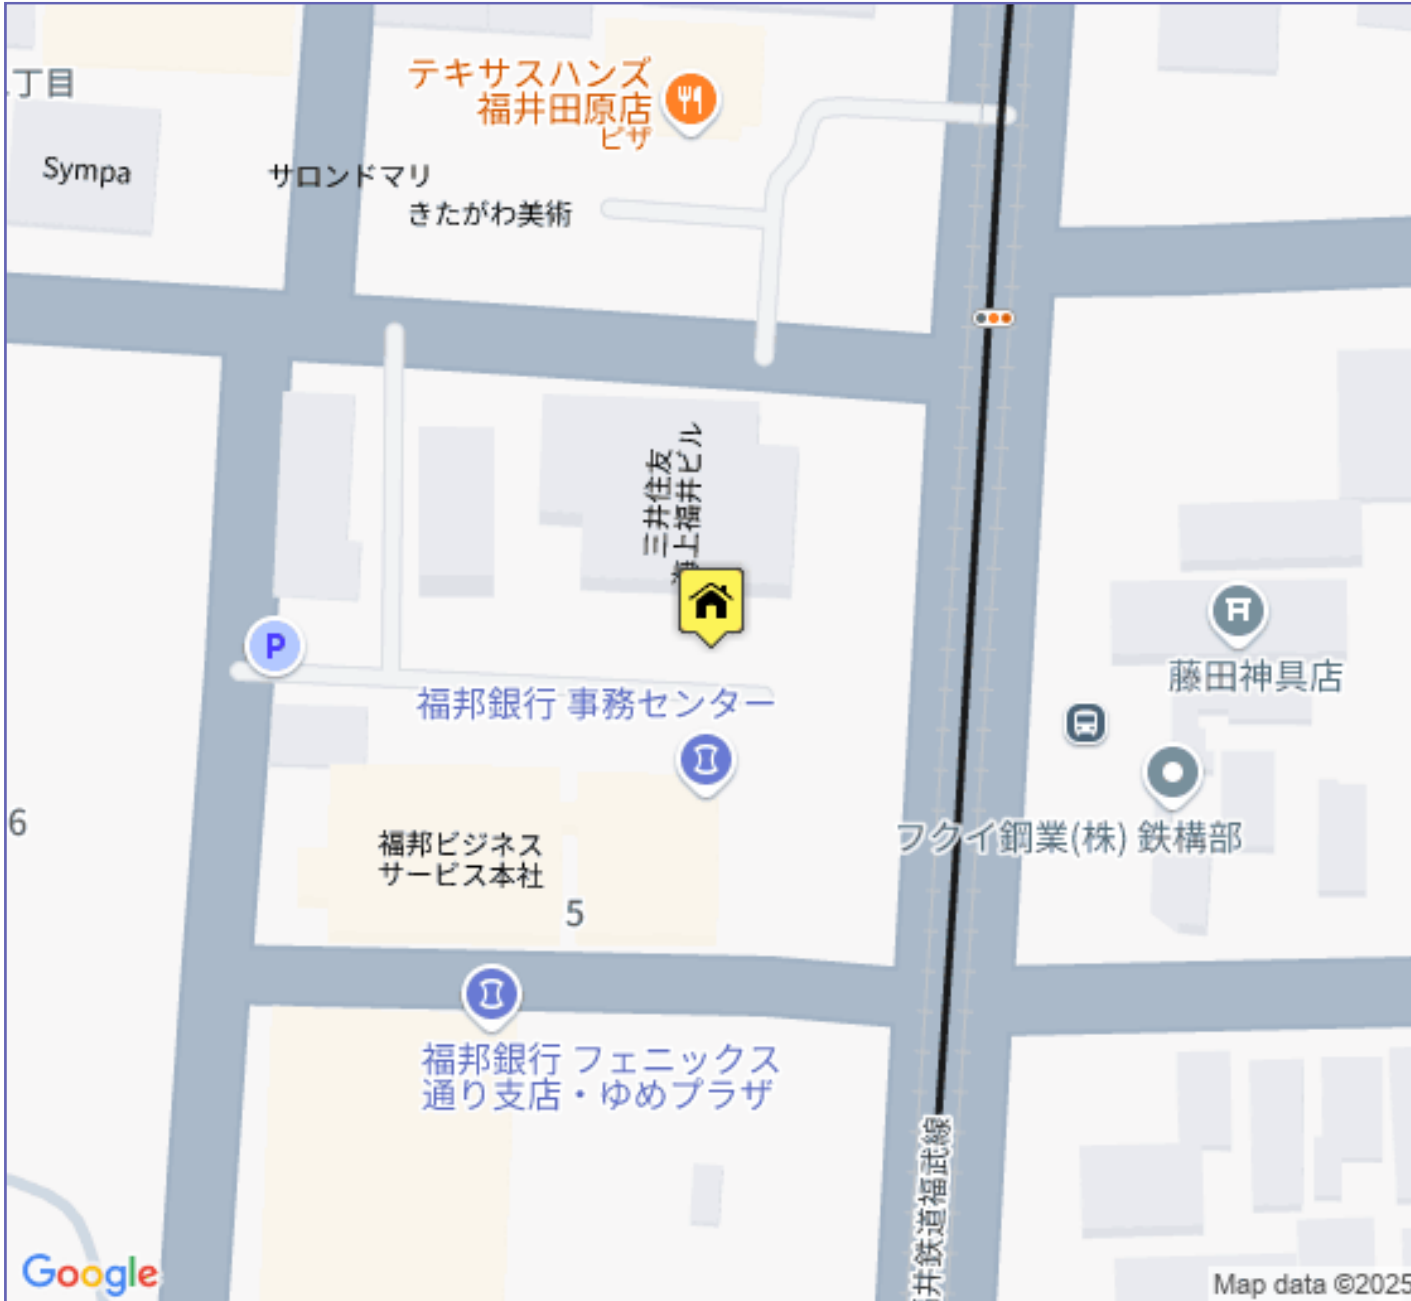 テキサスハンズ
福井田原店
ピザ
丁目
Sympa
サロンドマリ
きたがわ美術
三井住友
海上福井ビル
P
藤田神具店
福邦銀行 事務センター
6
フクイ鋼業(株) 鉄構部
福邦ビジネス
サービス本社
5
福邦銀行 フェニックス
通り支店・ゆめプラザ
井鉄道福武線
Google
Map data ©2025